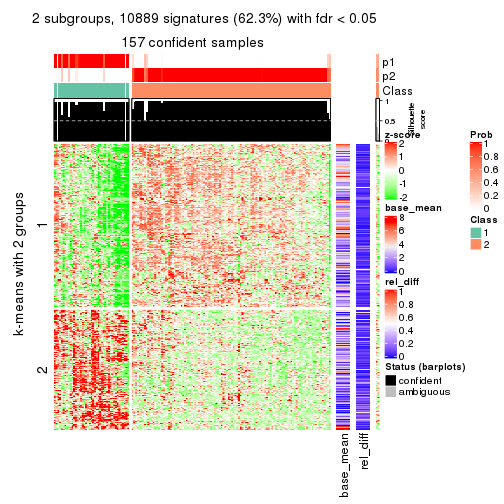 2 subgroups, 10889 signatures (62.3%) with fdr < 0.05
157 confident samples
p1
p2
Class
1
0.5
0
Silhouette
score
k-means with 2 groups
1
2
base_mean
rel_diff
z-score
2
1
0
-1
-2
base_mean
8
6
4
2
0
rel_diff
1
0.8
0.6
0.4
0.2
0
Status (barplots)
confident
ambiguous
Prob
1
0.8
0.6
0.4
0.2
0
Class
1
2